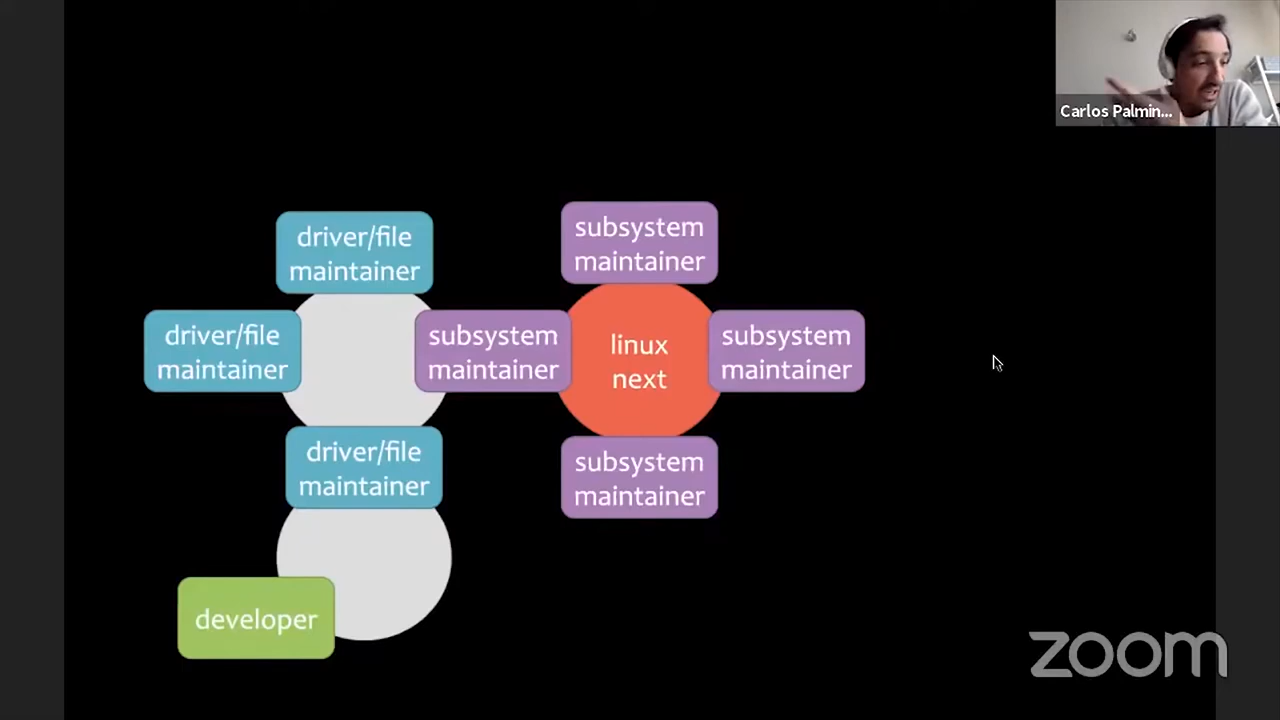 Carlos Palmin...
driver/file
maintainer
subsystem
maintainer
driver/file
maintainer
subsystem
maintainer
linux
next
subsystem
maintainer
driver/file
maintainer
subsystem
maintainer
developer
zoom